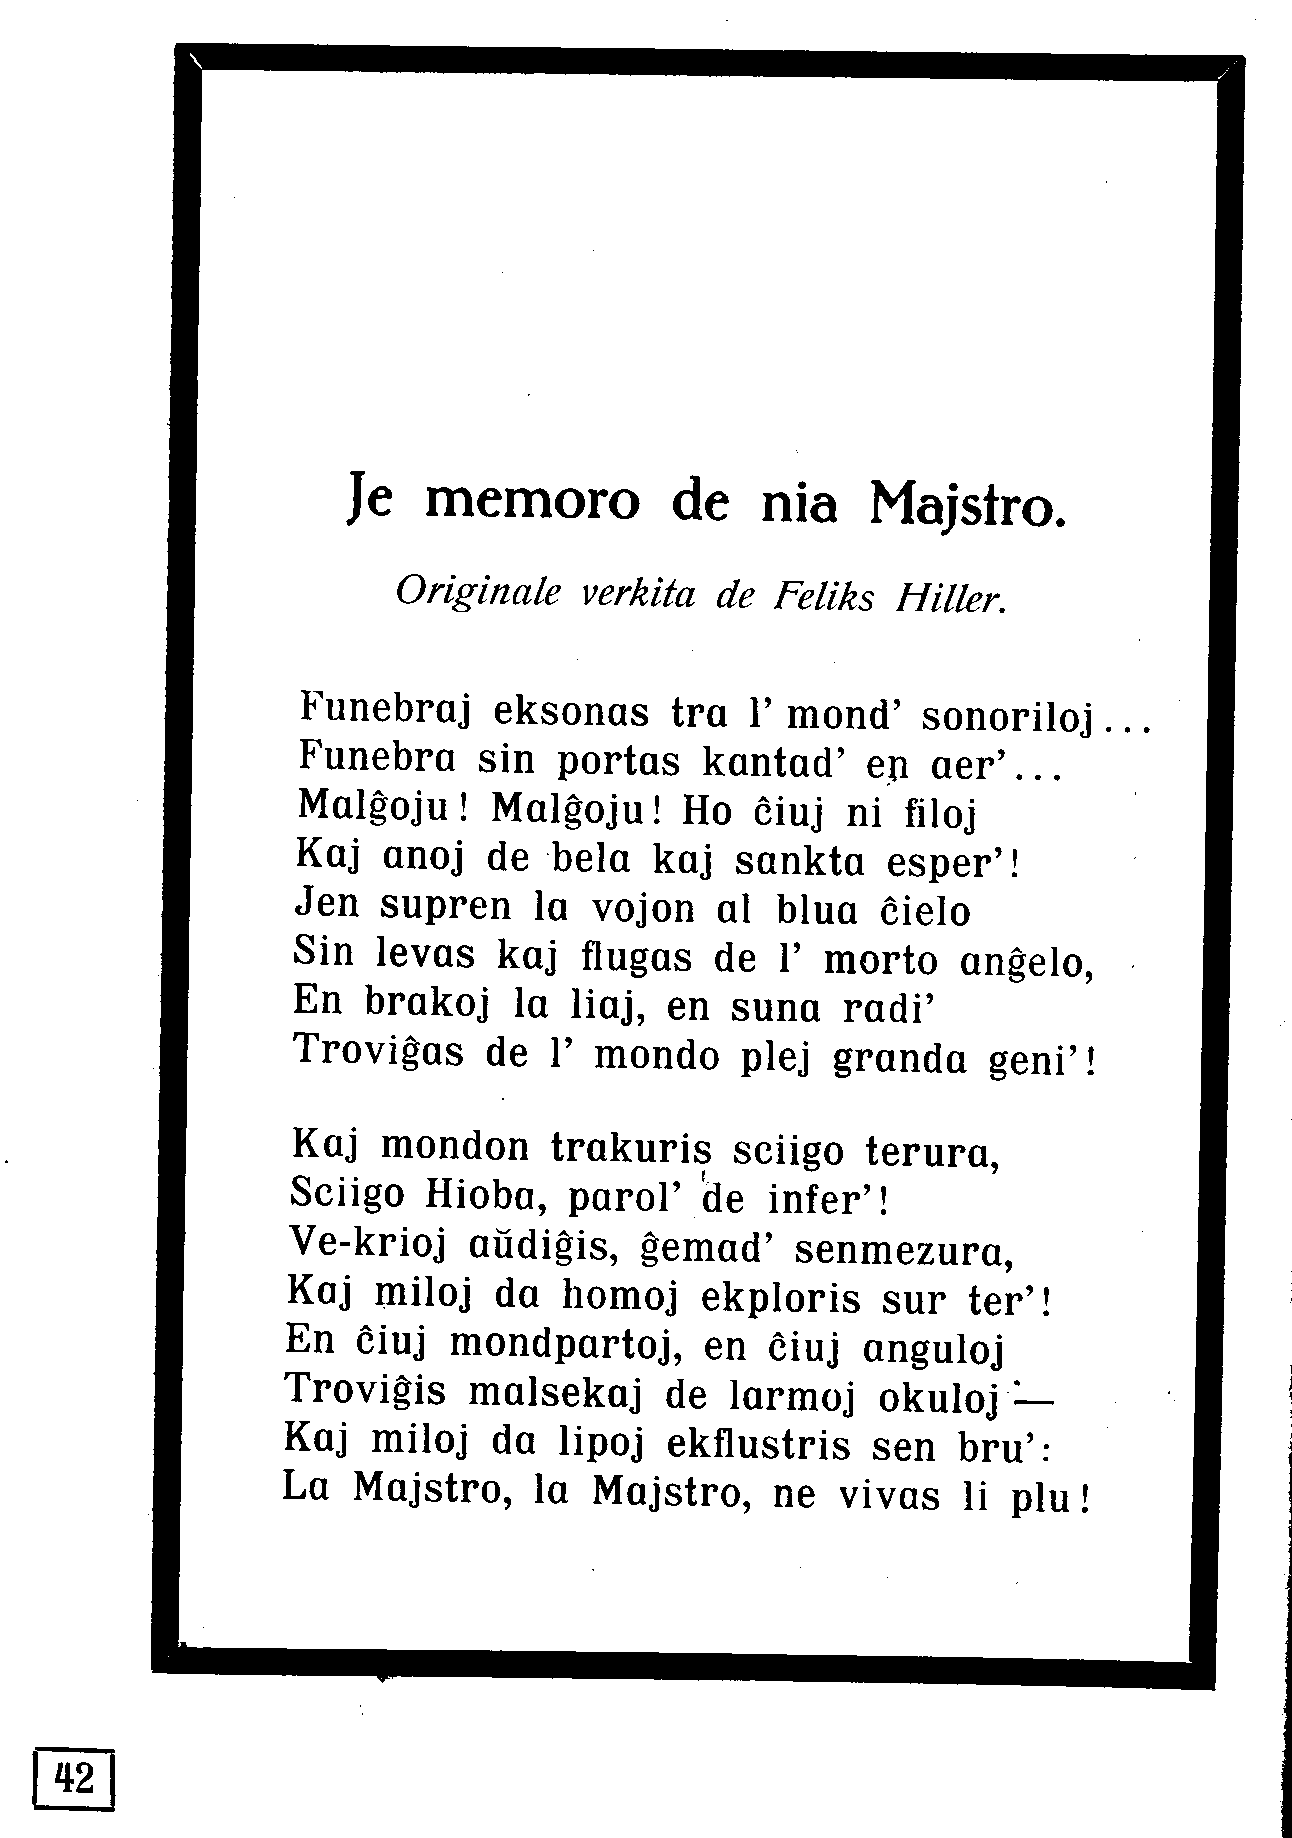 Je memoro de nia Majstro.
Originale verkita de Feliks Hiller.
Funebraj eksonas tra l' mond' sonoriloj...
Funebra sin portas kantad' en aer'...
Malĝoju! Malĝoju! Ho ĉiuj ni filoj
Kaj anoj de bela kaj sankta esper'!
Jen supren la vojon al blua ĉielo
Sin levas kaj flugas de l' morto anĝelo,
En brakoj la liaj, en suna radi'
Troviĝas de l' mondo plej granda geni'!
Kaj mondon trakuris sciigo terura,
Sciigo Hioba, parol' de infer'!
Ve-krioj aŭdiĝis, ĝemad' senmezura,
Kaj miloj da homoj ekploris sur ter'!
En ĉiuj mondpartoj, en ĉiuj anguloj
Troviĝis malsekaj de larmoj okuloj —
Kaj miloj da lipoj ekflustris sen bru':
La Majstro, la Majstro, ne vivas li plu!
42